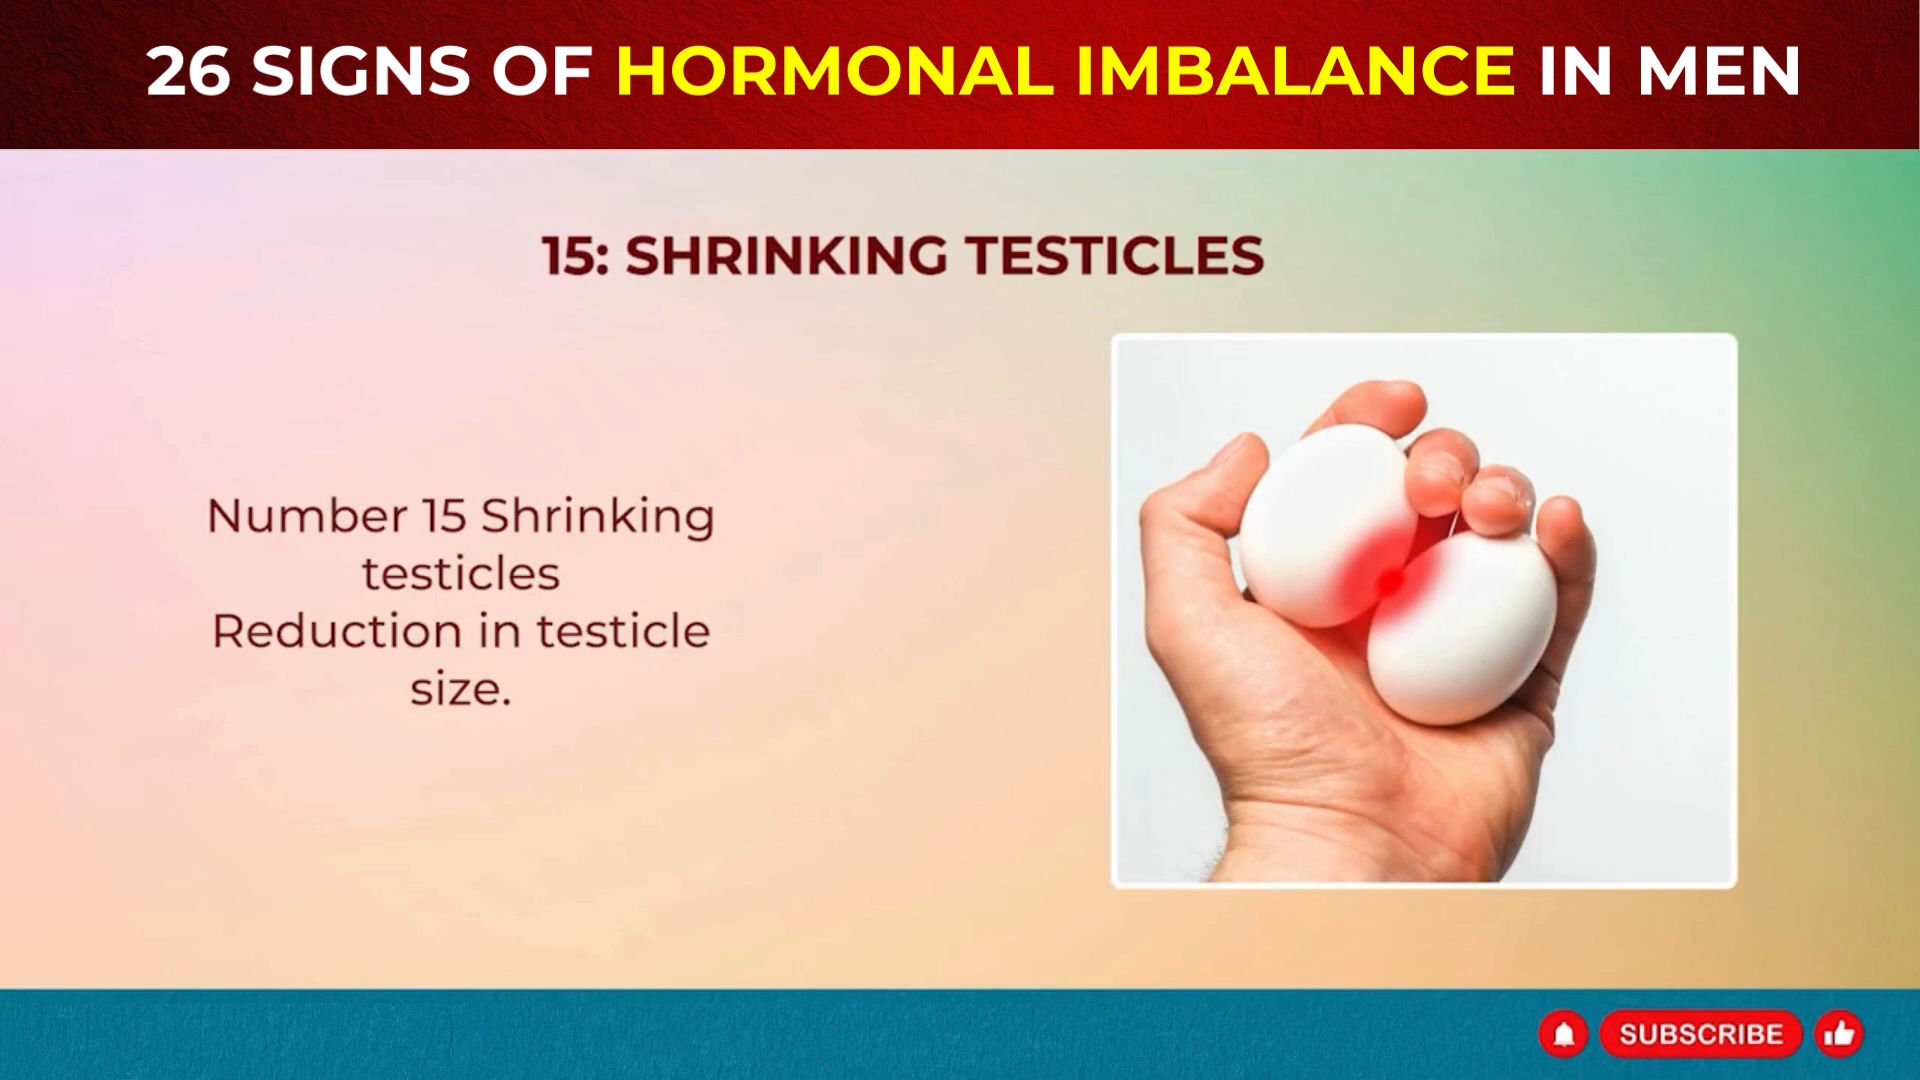 26 SIGNS OF HORMONAL IMBALANCE IN MEN
15: SHRINKING TESTICLES
Number 15 Shrinking
testicles
Reduction in testicle
size.
SUBSCRIBE